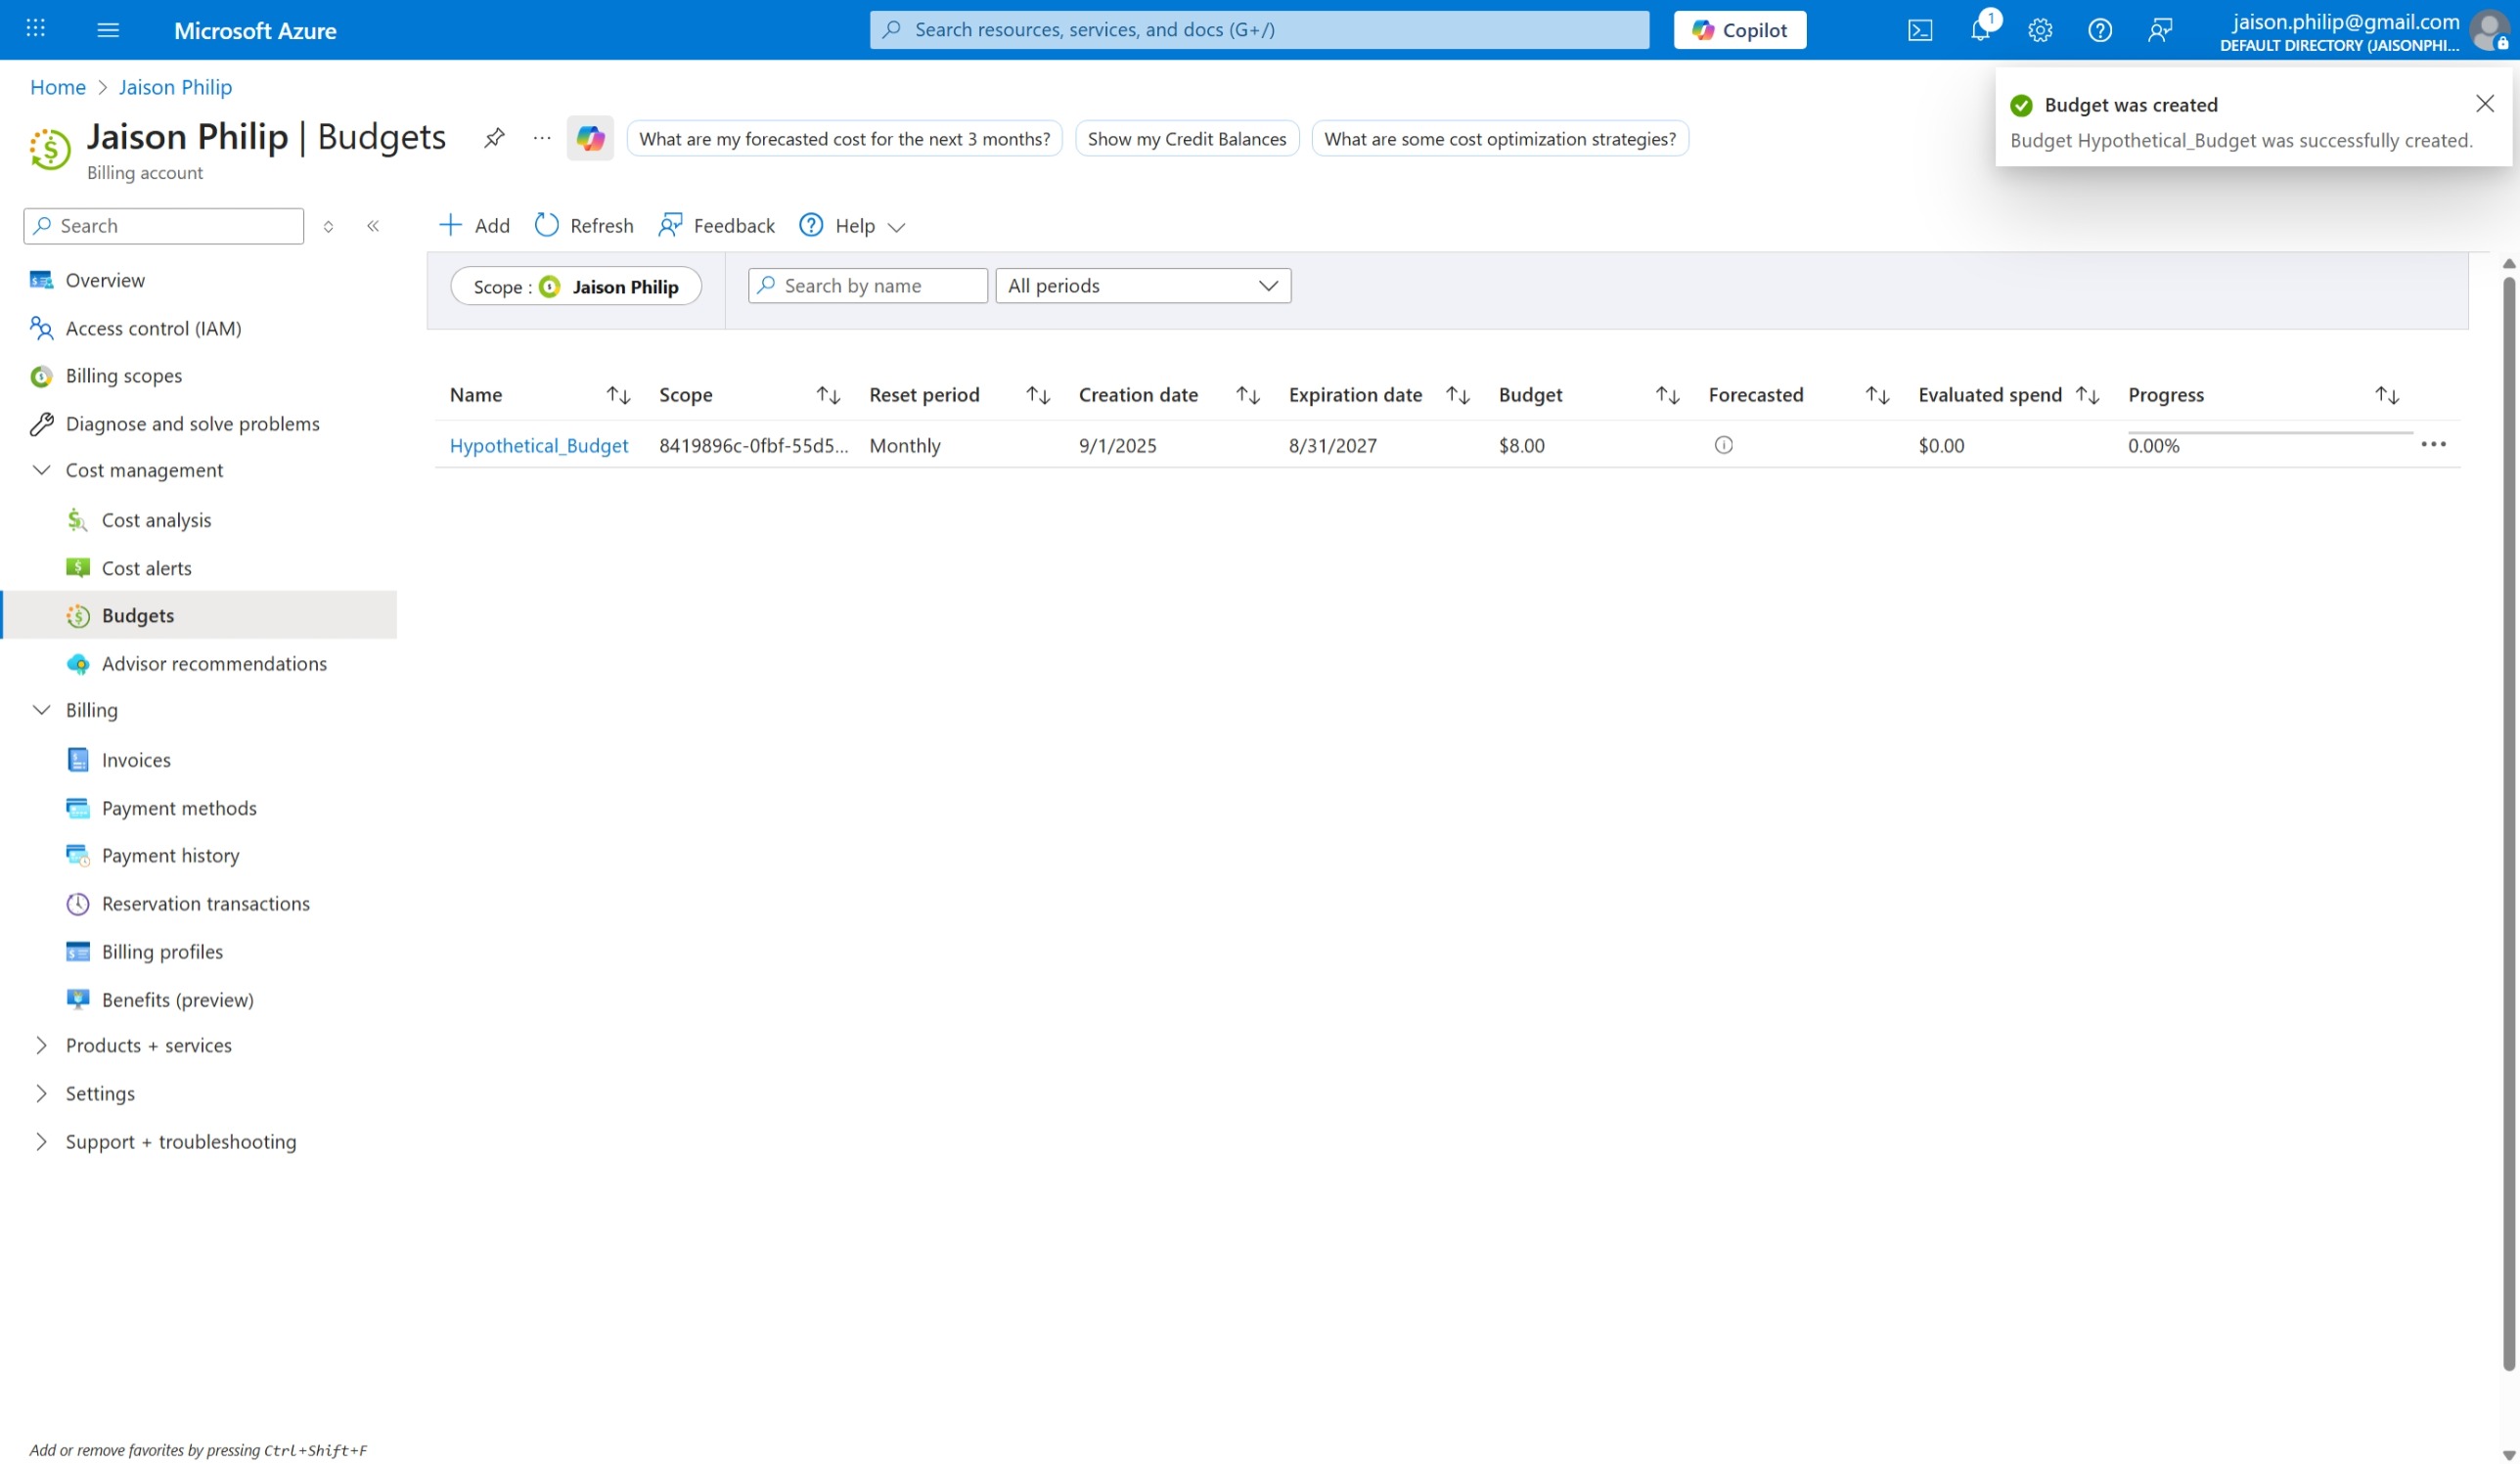 Microsoft Azure
Search resources, services, and docs (G+/)
Copilot
1
jaison.philip@gmail.com
DEFAULT DIRECTORY (JAISONPHI...
Home > Jaison Philip
Budget was created
Budget Hypothetical_Budget was successfully created.
Jaison Philip | Budgets
What are my forecasted cost for the next 3 months?
Show my Credit Balances
What are some cost optimization strategies?
Billing account
Search
Add
Refresh
Feedback
Help
Overview
Access control (IAM)
Billing scopes
Diagnose and solve problems
Cost management
Cost analysis
Cost alerts
Budgets
Advisor recommendations
Billing
Invoices
Payment methods
Payment history
Reservation transactions
Billing profiles
Benefits (preview)
Products + services
Settings
Support + troubleshooting
Add or remove favorites by pressing Ctrl+Shift+F
Scope : Jaison Philip
Search by name
All periods
Name Scope Reset period Creation date Expiration date Budget Forecasted Evaluated spend Progress
Hypothetical_Budget 8419896c-0fbf-55d5... Monthly 9/1/2025 8/31/2027 $8.00 $0.00 0.00%